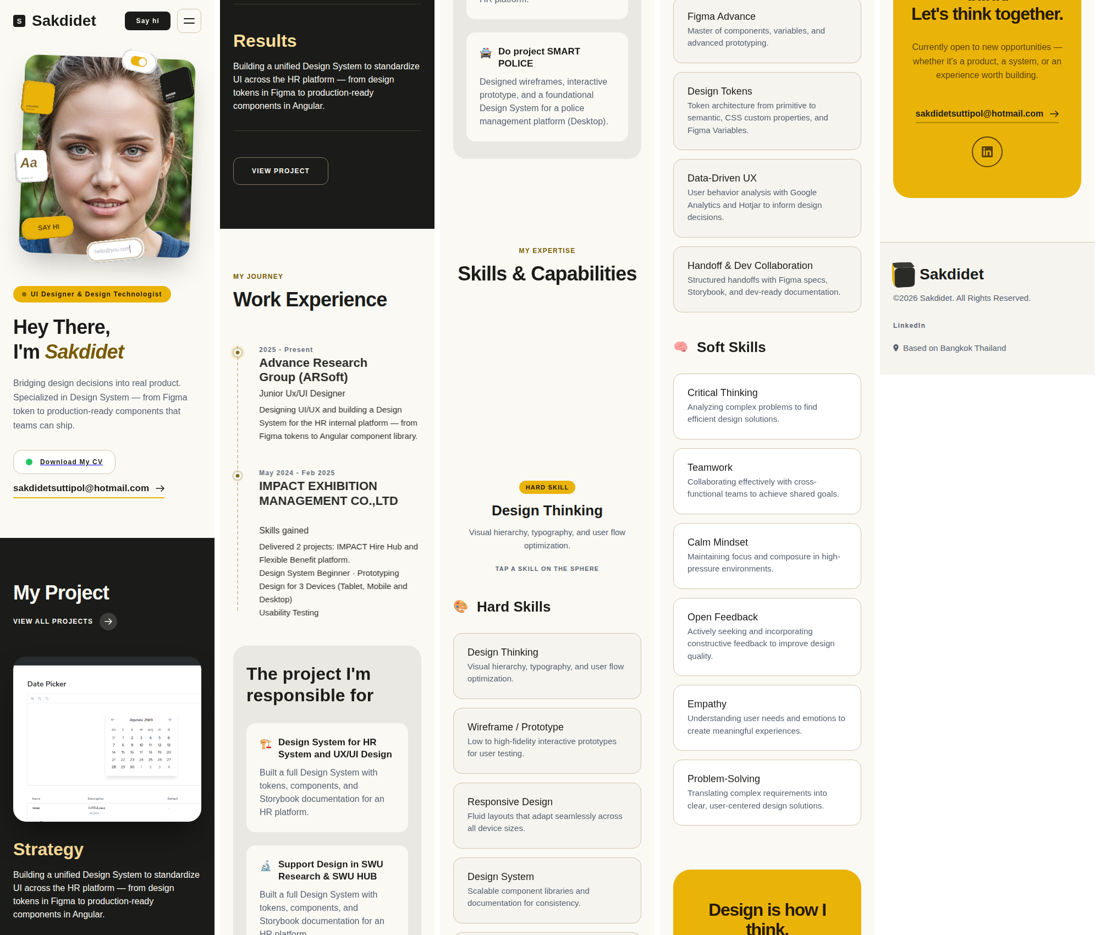 S Sakdidet
Say hi
Aa
SAY HI
hello@you.com
UI Designer & Design Technologist
Hey There,
I'm Sakdidet
Bridging design decisions into real product.
Specialized in Design System — from Figma
token to production-ready components that
teams can ship.
Download My CV
sakdidetsuttipol@hotmail.com →
My Project
VIEW ALL PROJECTS →
Date Picker
Name Description Default
Strategy
Building a unified Design System to standardize
UI across the HR platform — from design
tokens in Figma to production-ready
components in Angular.
Results
Building a unified Design System to standardize
UI across the HR platform — from design
tokens in Figma to production-ready
components in Angular.
VIEW PROJECT
MY JOURNEY
Work Experience
2025 - Present
Advance Research
Group (ARSoft)
Junior Ux/UI Designer
Designing UI/UX and building a Design
System for the HR internal platform — from
Figma tokens to Angular component library.
May 2024 - Feb 2025
IMPACT EXHIBITION
MANAGEMENT CO.,LTD
Skills gained
Delivered 2 projects: IMPACT Hire Hub and
Flexible Benefit platform.
Design System Beginner · Prototyping
Design for 3 Devices (Tablet, Mobile and
Desktop)
Usability Testing
The project I'm
responsible for
Design System for HR
System and UX/UI Design
Built a full Design System with
tokens, components, and
Storybook documentation for an
HR platform.
Support Design in SWU
Research & SWU HUB
Built a full Design System with
tokens, components, and
Storybook documentation for an
HR platform.
HR platform.
Do project SMART
POLICE
Designed wireframes, interactive
prototype, and a foundational
Design System for a police
management platform (Desktop).
MY EXPERTISE
Skills & Capabilities
HARD SKILL
Design Thinking
Visual hierarchy, typography, and user flow
optimization.
TAP A SKILL ON THE SPHERE
Hard Skills
Design Thinking
Visual hierarchy, typography, and user flow
optimization.
Wireframe / Prototype
Low to high-fidelity interactive prototypes
for user testing.
Responsive Design
Fluid layouts that adapt seamlessly across
all device sizes.
Design System
Scalable component libraries and
documentation for consistency.
Figma Advance
Master of components, variables, and
advanced prototyping.
Design Tokens
Token architecture from primitive to
semantic, CSS custom properties, and
Figma Variables.
Data-Driven UX
User behavior analysis with Google
Analytics and Hotjar to inform design
decisions.
Handoff & Dev Collaboration
Structured handoffs with Figma specs,
Storybook, and dev-ready documentation.
Soft Skills
Critical Thinking
Analyzing complex problems to find
efficient design solutions.
Teamwork
Collaborating effectively with cross-
functional teams to achieve shared goals.
Calm Mindset
Maintaining focus and composure in high-
pressure environments.
Open Feedback
Actively seeking and incorporating
constructive feedback to improve design
quality.
Empathy
Understanding user needs and emotions to
create meaningful experiences.
Problem-Solving
Translating complex requirements into
clear, user-centered design solutions.
Design is how I
think.
Let's think together.
Currently open to new opportunities —
whether it's a product, a system, or an
experience worth building.
sakdidetsuttipol@hotmail.com →
in
Sakdidet
©2026 Sakdidet. All Rights Reserved.
LinkedIn
Based on Bangkok Thailand